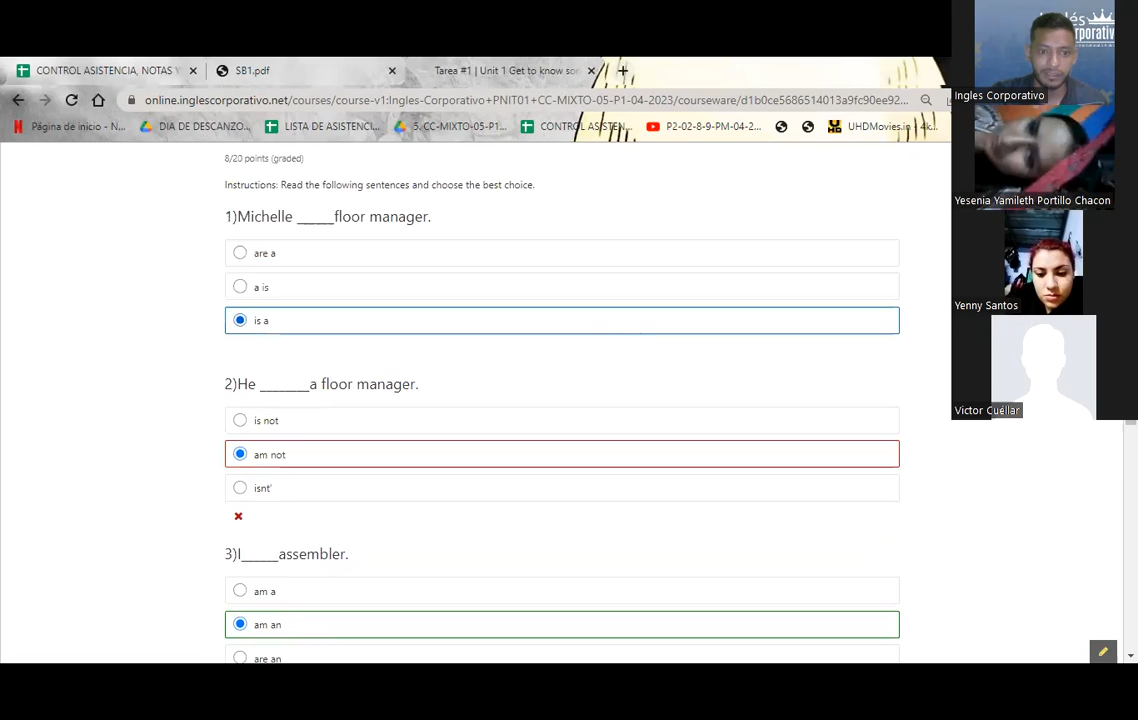 CONTROL ASISTENCIA, NOTAS Y
SB1.pdf
Tarea #1 | Unit 1 Get to know som
online.inglescorporativo.net/courses/course-v1:Ingles-Corporativo+PNIT01+CC-MIXTO-05-P1-04-2023/courseware/d1b0ce5686514013a9fc90ee92...
Página de inicio - N...
DIA DE DESCANZO...
LISTA DE ASISTENCI...
5. CC-MIXTO-05-P1...
CONTROL ASISTEN...
P2-02-8-9-PM-04-2...
UHDMovies.in - 4k...
8/20 points (graded)
Instructions: Read the following sentences and choose the best choice.
1)Michelle ______floor manager.
are a
a is
is a
2)He ________a floor manager.
is not
am not
isnt'
3)I______assembler.
am a
am an
are an
Ingles Corporativo
Yesenia Yamileth Portillo Chacon
Yenny Santos
Victor Cuéllar